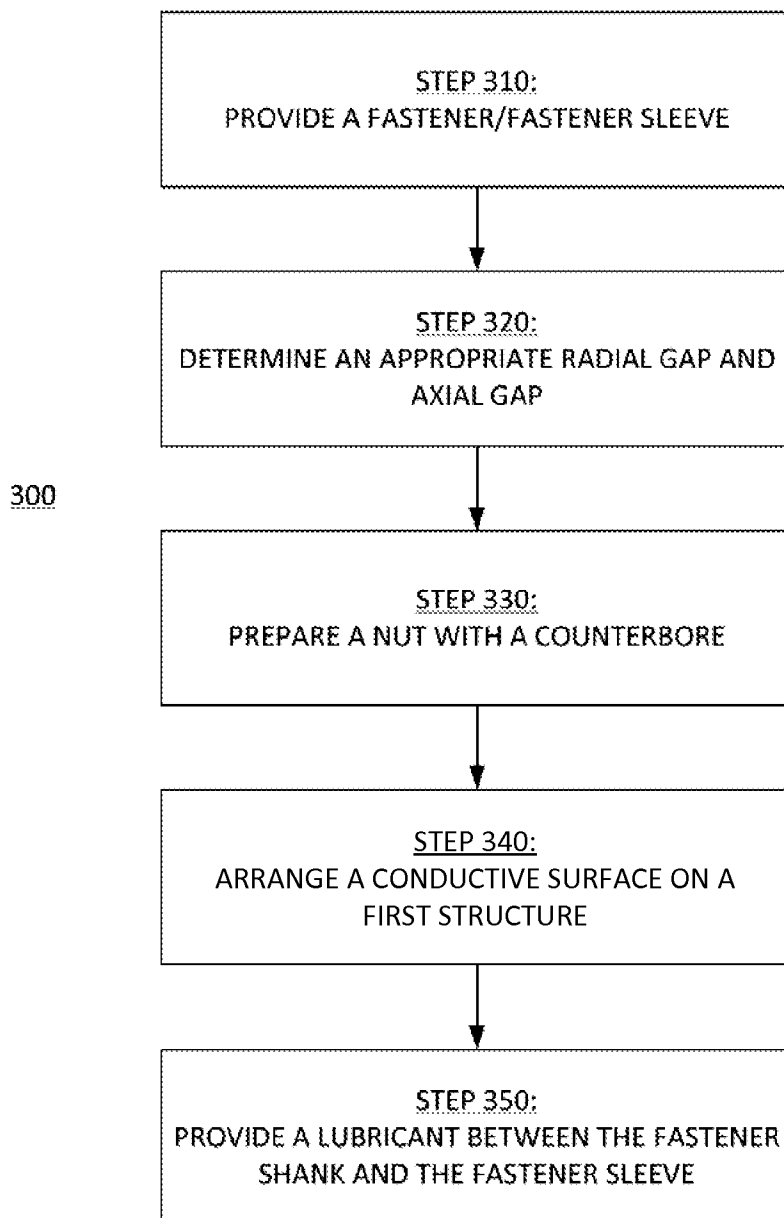 STEP 310:
PROVIDE A FASTENER/FASTENER SLEEVE
STEP 320:
DETERMINE AN APPROPRIATE RADIAL GAP AND
AXIAL GAP
300
STEP 330:
PREPARE A NUT WITH A COUNTERBORE
STEP 340:
ARRANGE A CONDUCTIVE SURFACE ON A
FIRST STRUCTURE
STEP 350:
PROVIDE A LUBRICANT BETWEEN THE FASTENER
SHANK AND THE FASTENER SLEEVE